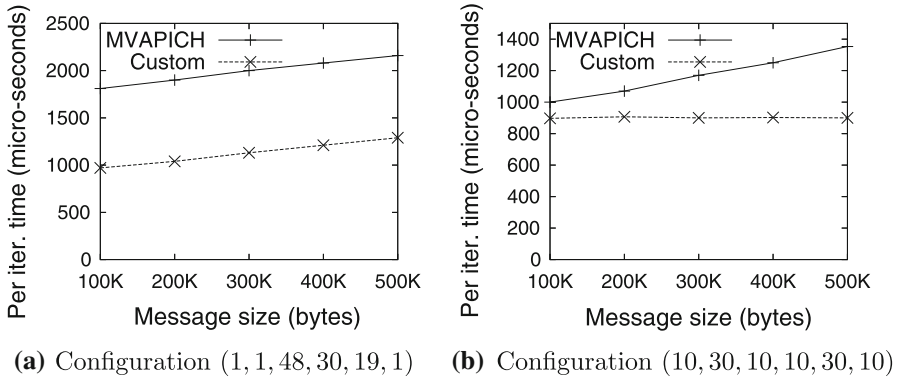 Per iter. time (micro-seconds)
2500
2000
1500
1000
500
0
MVAPICH
Custom
100K 200K 300K 400K 500K
Message size (bytes)
(a) Configuration (1, 1, 48, 30, 19, 1)
Per iter. time (micro-seconds)
1400
1200
1000
800
600
400
200
0
MVAPICH
Custom
100K 200K 300K 400K 500K
Message size (bytes)
(b) Configuration (10, 30, 10, 10, 30, 10)